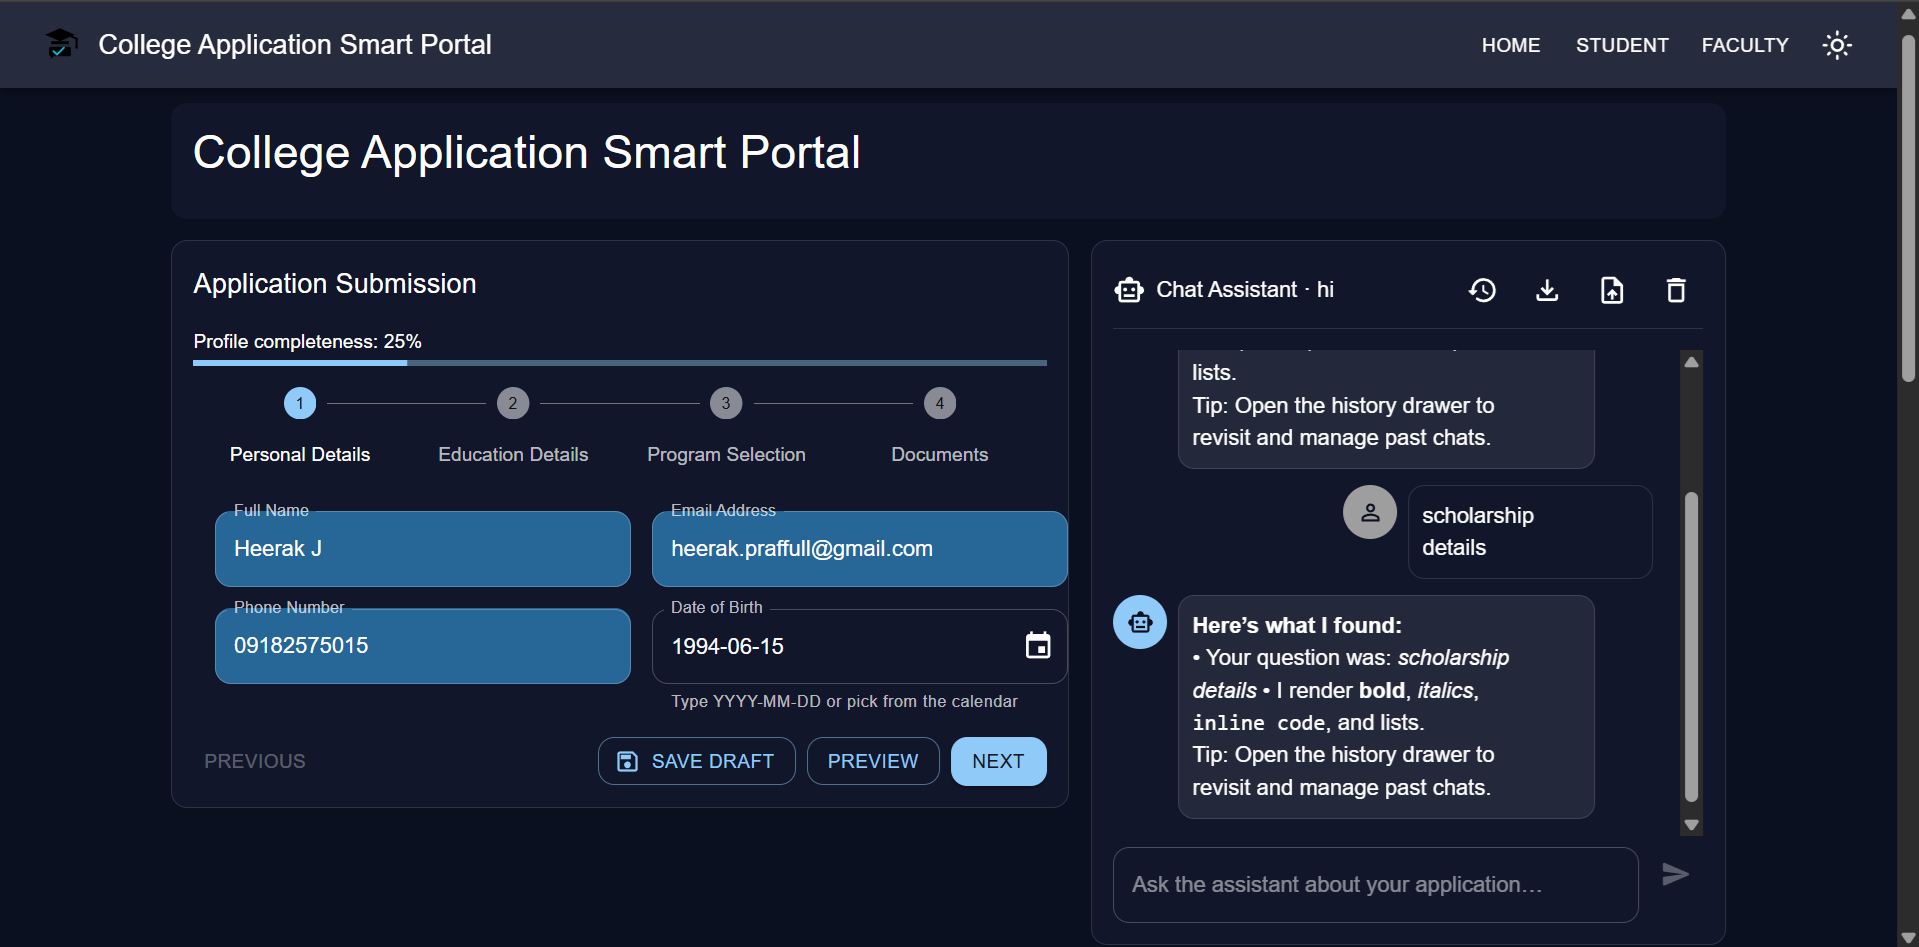 College Application Smart Portal
HOME
STUDENT
FACULTY
College Application Smart Portal
Application Submission
Profile completeness: 25%
1
2
3
4
Personal Details
Education Details
Program Selection
Documents
Full Name
Heerak J
Email Address
heerak.praffull@gmail.com
Phone Number
09182575015
Date of Birth
1994-06-15
Type YYYY-MM-DD or pick from the calendar
PREVIOUS
SAVE DRAFT
PREVIEW
NEXT
Chat Assistant · hi
lists.
Tip: Open the history drawer to
revisit and manage past chats.
scholarship
details
Here’s what I found:
• Your question was: scholarship
details • I render bold, italics,
inline code, and lists.
Tip: Open the history drawer to
revisit and manage past chats.
Ask the assistant about your application…